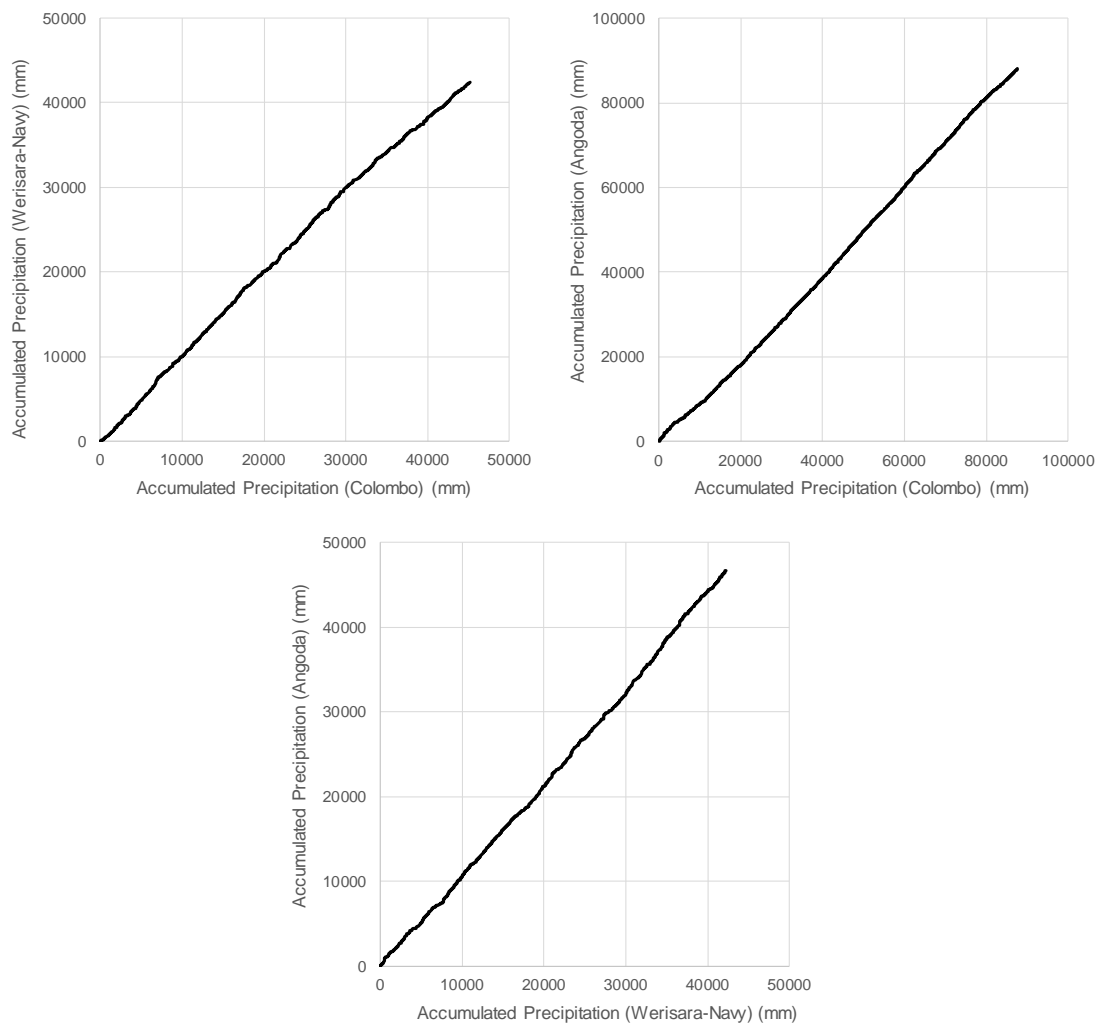 50000
40000
30000
20000
10000
0
0 10000 20000 30000 40000 50000
Accumulated Precipitation (Werisara-Navy) (mm)
Accumulated Precipitation (Colombo) (mm)
100000
80000
60000
40000
20000
0
0 20000 40000 60000 80000 100000
Accumulated Precipitation (Angoda) (mm)
Accumulated Precipitation (Colombo) (mm)
50000
40000
30000
20000
10000
0
0 10000 20000 30000 40000 50000
Accumulated Precipitation (Angoda) (mm)
Accumulated Precipitation (Werisara-Navy) (mm)